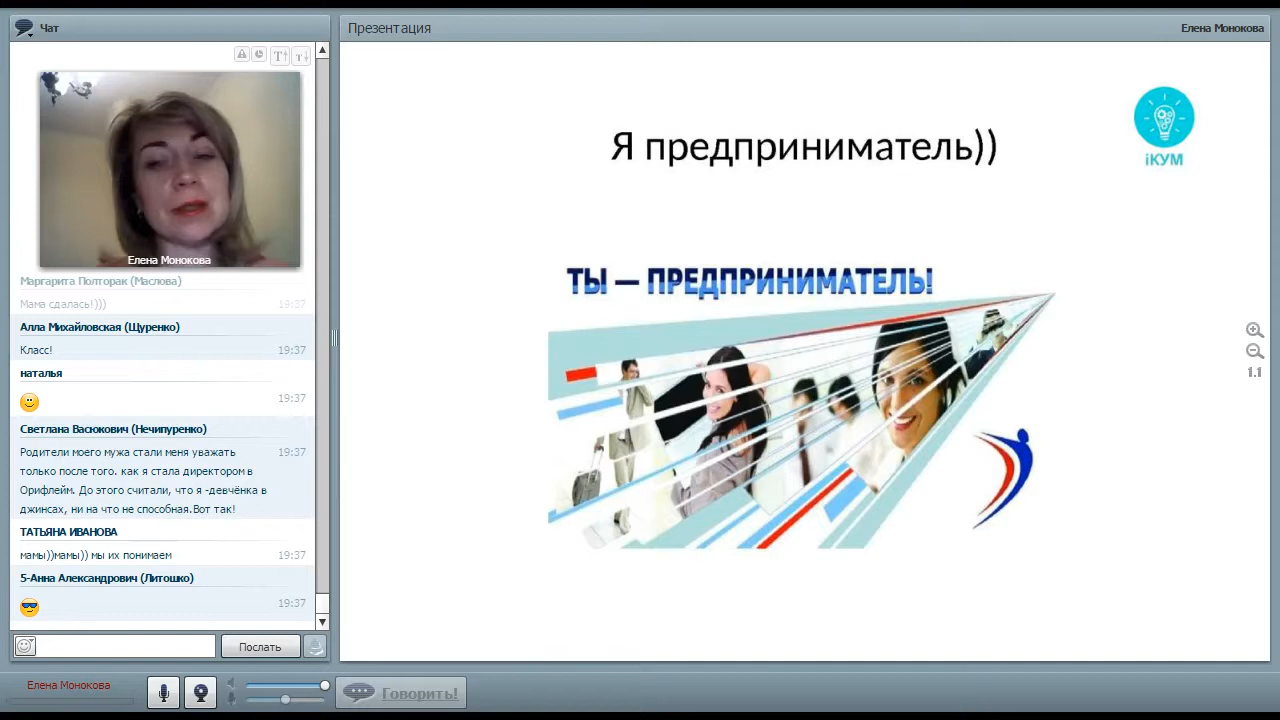 Чат
Презентация
Елена Монокова
Елена Монокова
Маргарита Полторак (Маслова)
Мама сдалась!)))
19:37
Алла Михайловская (Щуренко)
Класс!
19:37
наталья
19:37
Светлана Васюкович (Нечипуренко)
Родители моего мужа стали меня уважать
19:37
только после того. как я стала директором в
Орифлейм. До этого считали, что я -девчёнка в
джинсах, ни на что не способная.Вот так!
ТАТЬЯНА ИВАНОВА
мамы))мамы)) мы их понимаем
19:37
5-Анна Александрович (Литошко)
19:37
Послать
Елена Монокова
Говорить!
Я предприниматель))
iКУМ
ТЫ — ПРЕДПРИНИМАТЕЛЬ!
1.1